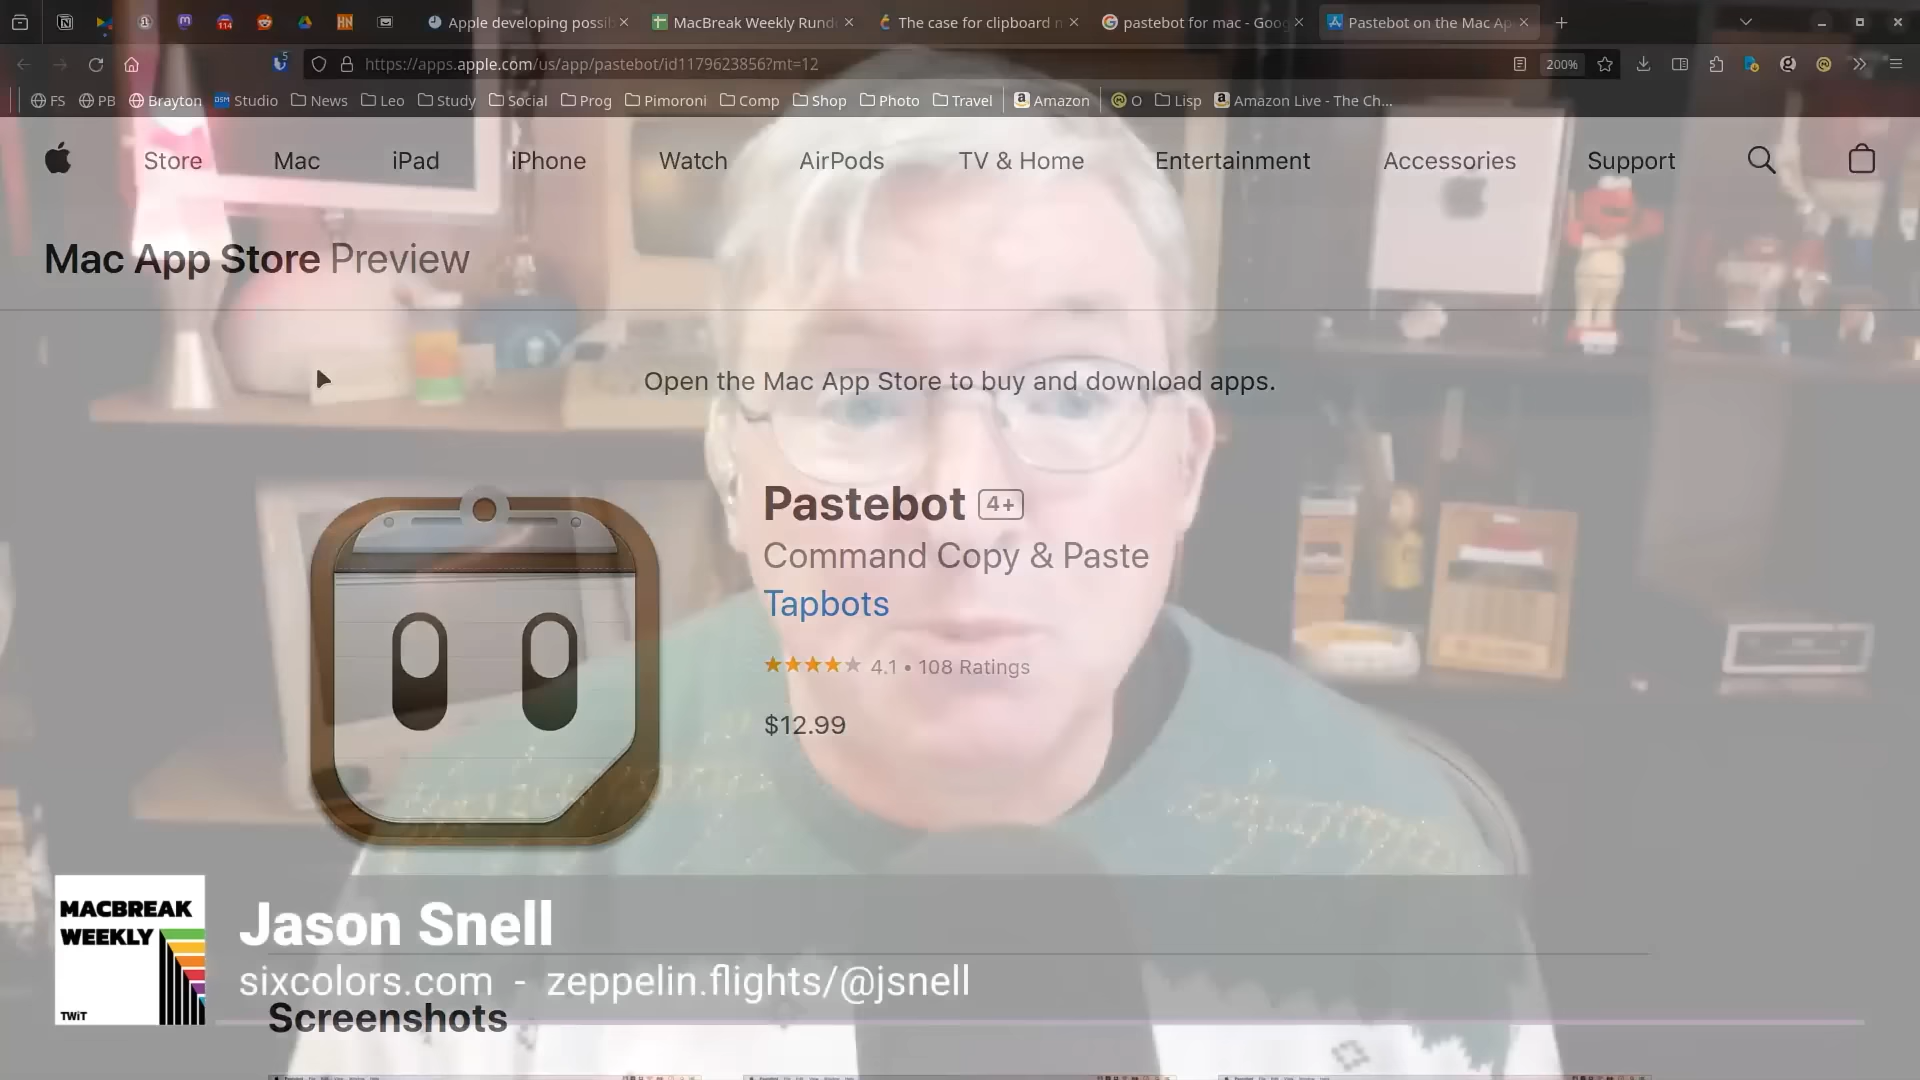 Apple developing possi
MacBreak Weekly Rund
The case for clipboard m
pastebot for mac - Goo
Pastebot on the Mac Ap
https://apps.apple.com/us/app/pastebot/id1179623856?mt=12
200%
FS PB Brayton DSM Studio News Leo Study Social Prog Pimoroni Comp Shop Photo Travel Amazon O Lisp Amazon Live - The Ch...
Store Mac iPad iPhone Watch AirPods TV & Home Entertainment Accessories Support
Mac App Store Preview
Open the Mac App Store to buy and download apps.
Pastebot 4+
Command Copy & Paste
Tapbots
4.1 • 108 Ratings
$12.99
MACBREAK
WEEKLY
TWiT
Jason Snell
sixcolors.com - zeppelin.flights/@jsnell
Screenshots